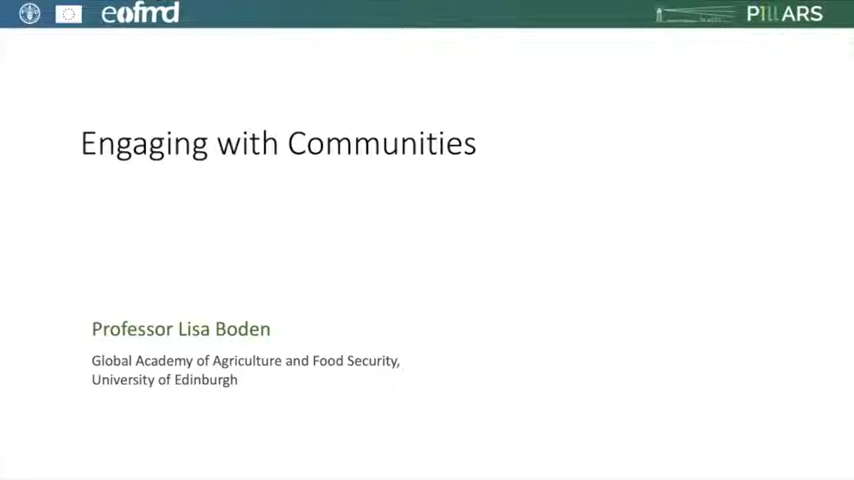 eofmd
PIllARS
Engaging with Communities
Professor Lisa Boden
Global Academy of Agriculture and Food Security,
University of Edinburgh